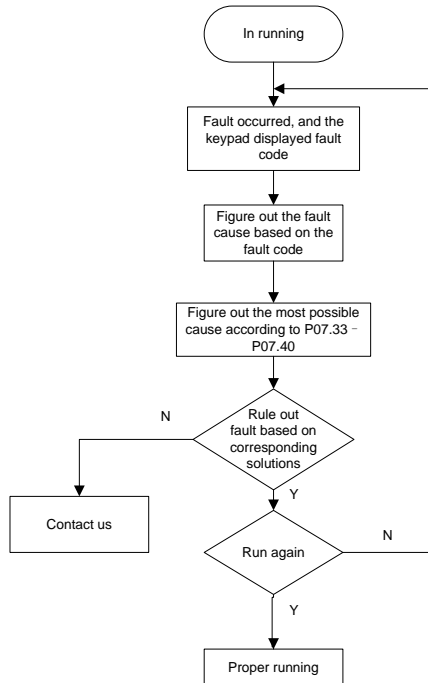 In running
Fault occurred, and the
keypad displayed fault
code
Figure out the fault
cause based on the
fault code
Figure out the most possible
cause according to P07.33–
P07.40
Rule out
fault based on
corresponding
solutions
N
Y
Contact us
Run again
N
Y
Proper running